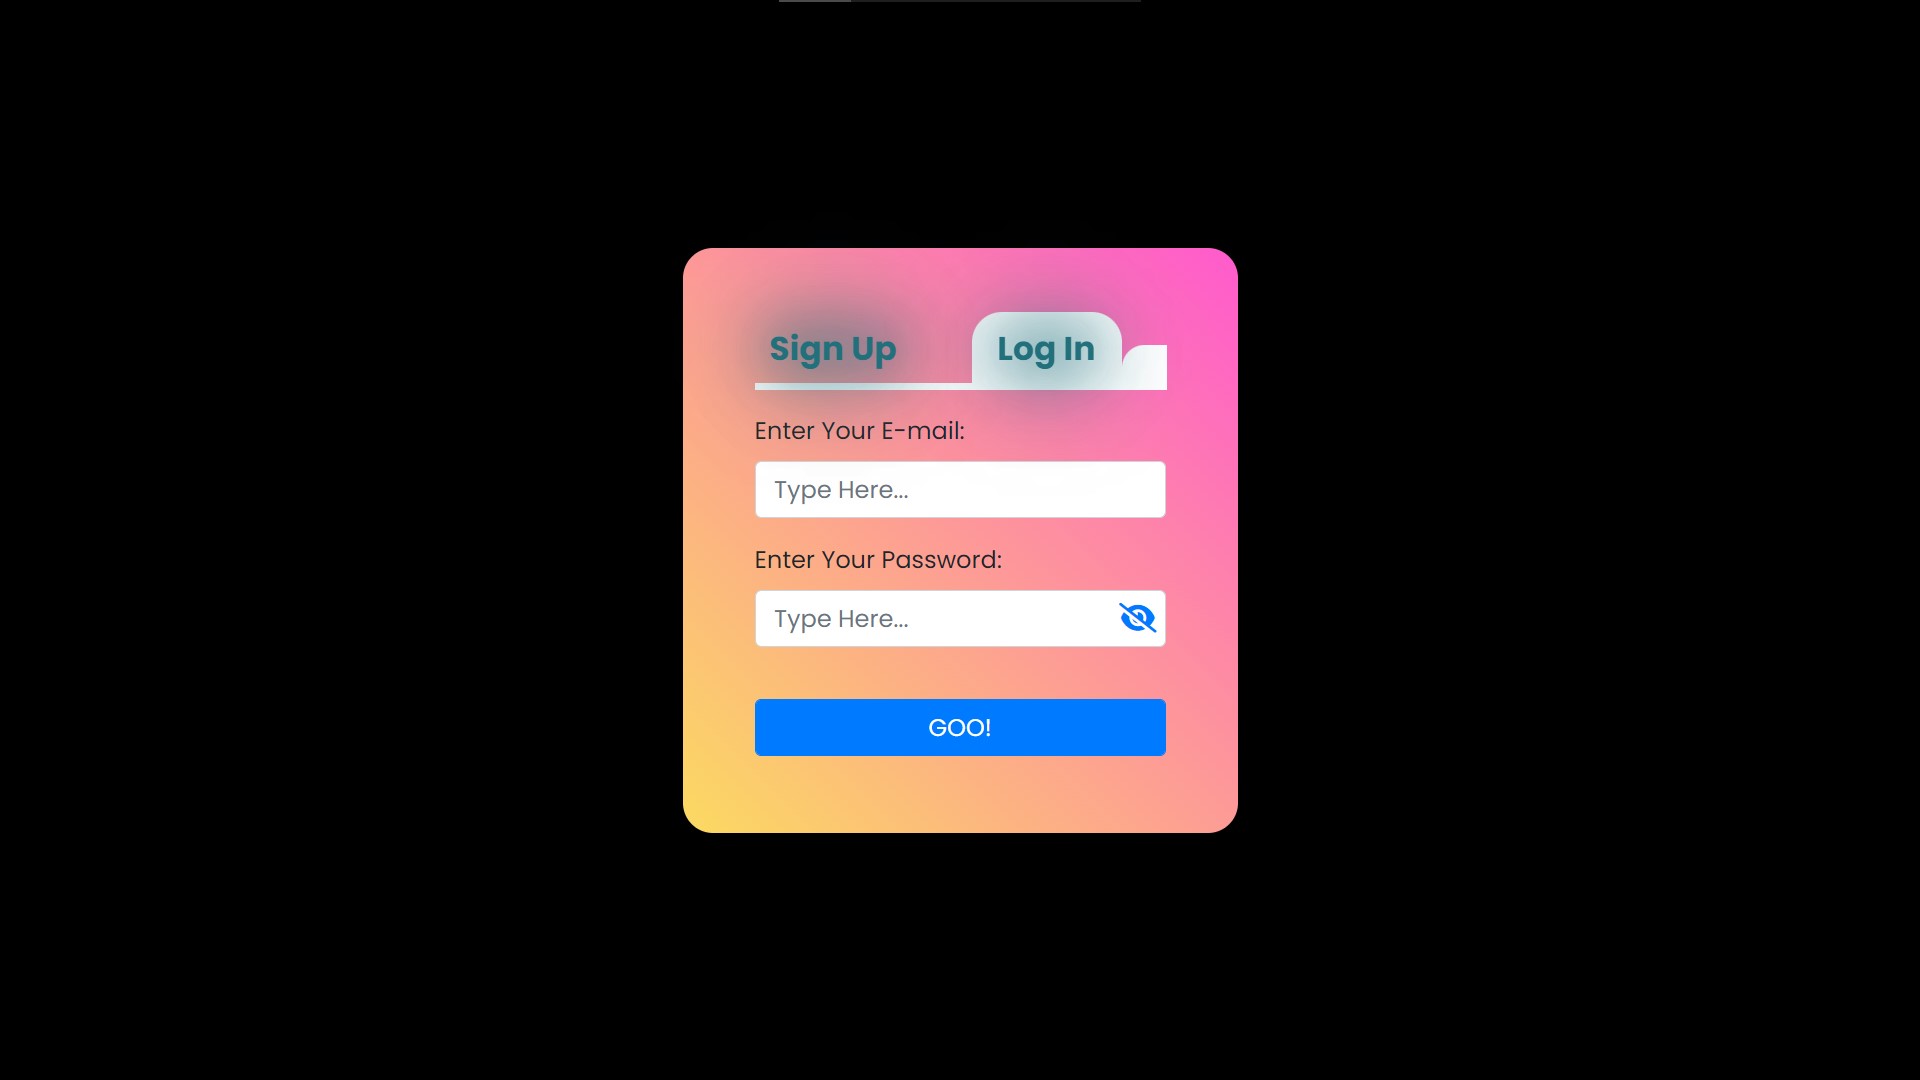 Sign Up Log In
Enter Your E-mail:
Type Here...
Enter Your Password:
Type Here...
GOO!